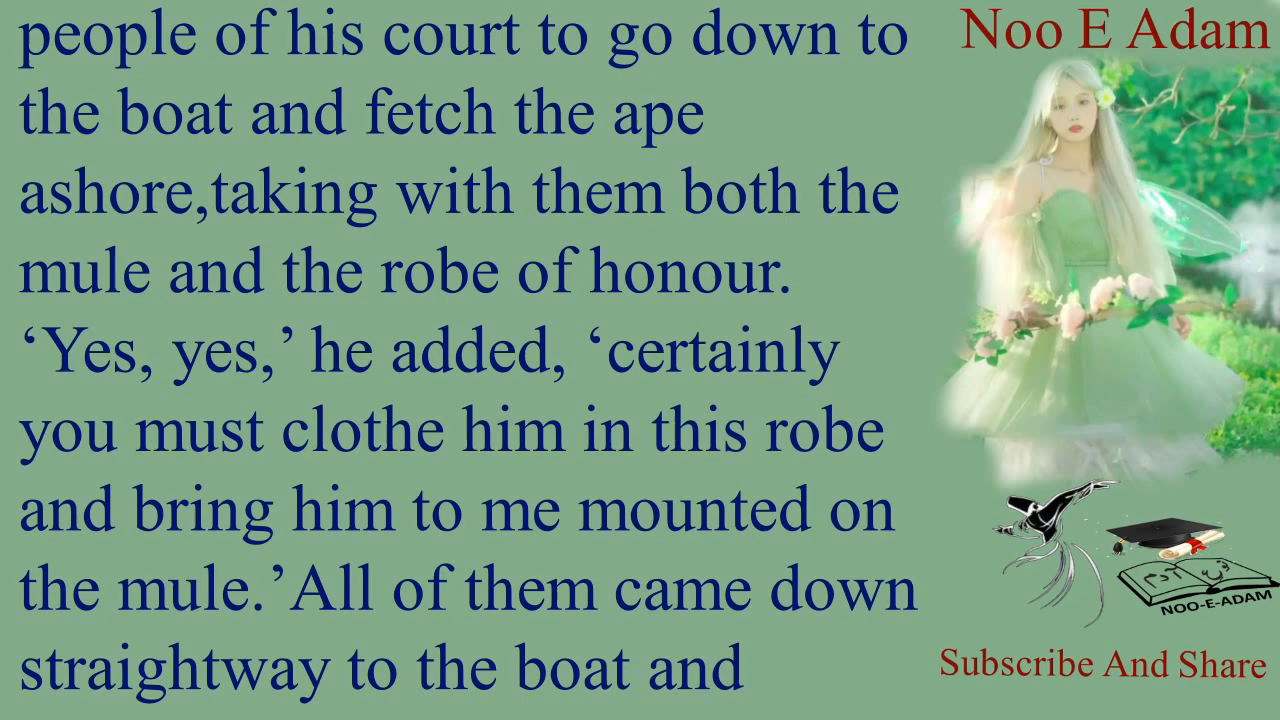 people of his court to go down to
the boat and fetch the ape
ashore,taking with them both the
mule and the robe of honour.
‘Yes, yes,’ he added, ‘certainly
you must clothe him in this robe
and bring him to me mounted on
the mule.’All of them came down
straightway to the boat and
Noo E Adam
نوع آدم
NOO-E-ADAM
Subscribe And Share